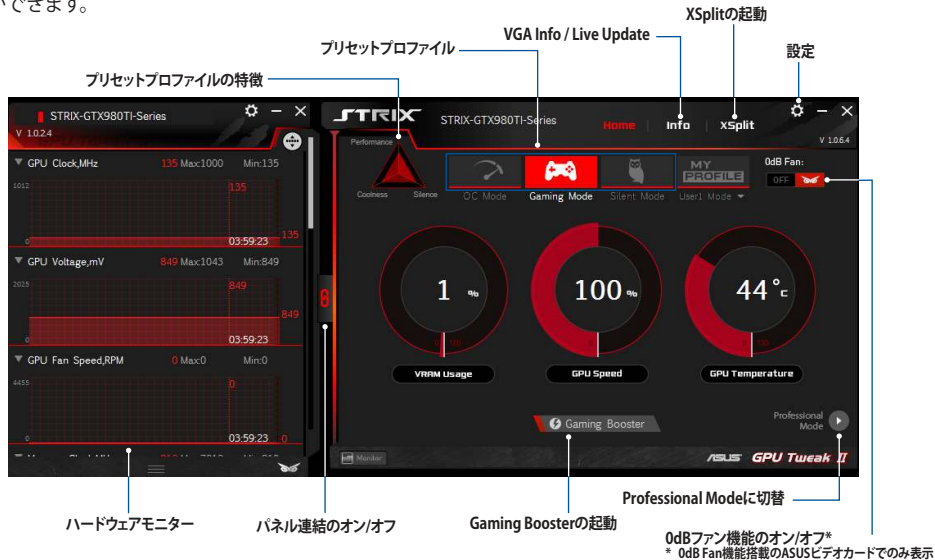 できます。
XSplitの起動
VGA Info / Live Update
プリセットプロファイル
設定
プリセットプロファイルの特徴
STRIX-GTX980TI-Series
V 1.0.2.4
GPU Clock,MHz 135 Max:1000 Min:135
1012
135
135
0
03:59:23
GPU Voltage,mV 849 Max:1043 Min:849
2025
849
849
0
03:59:23
GPU Fan Speed,RPM 0 Max:0 Min:0
4455
0
0
03:59:23 0
STRIX STRIX-GTX980TI-Series Home Info XSplit
V 1.0.6.4
Performance
Coolness Silence
OC Mode Gaming Mode Silent Mode
MY PROFILE
User1 Mode
0dB Fan:
OFF
1 %
100 %
44 °c
0 100
0 100
VRAM Usage GPU Speed GPU Temperature
Gaming Booster
Professional Mode
Monitor
ASUS GPU Tweak II
ハードウェアモニター
パネル連結のオン/オフ
Gaming Boosterの起動
Professional Modeに切替
0dBファン機能のオン/オフ*
* 0dB Fan機能搭載のASUSビデオカードでのみ表示